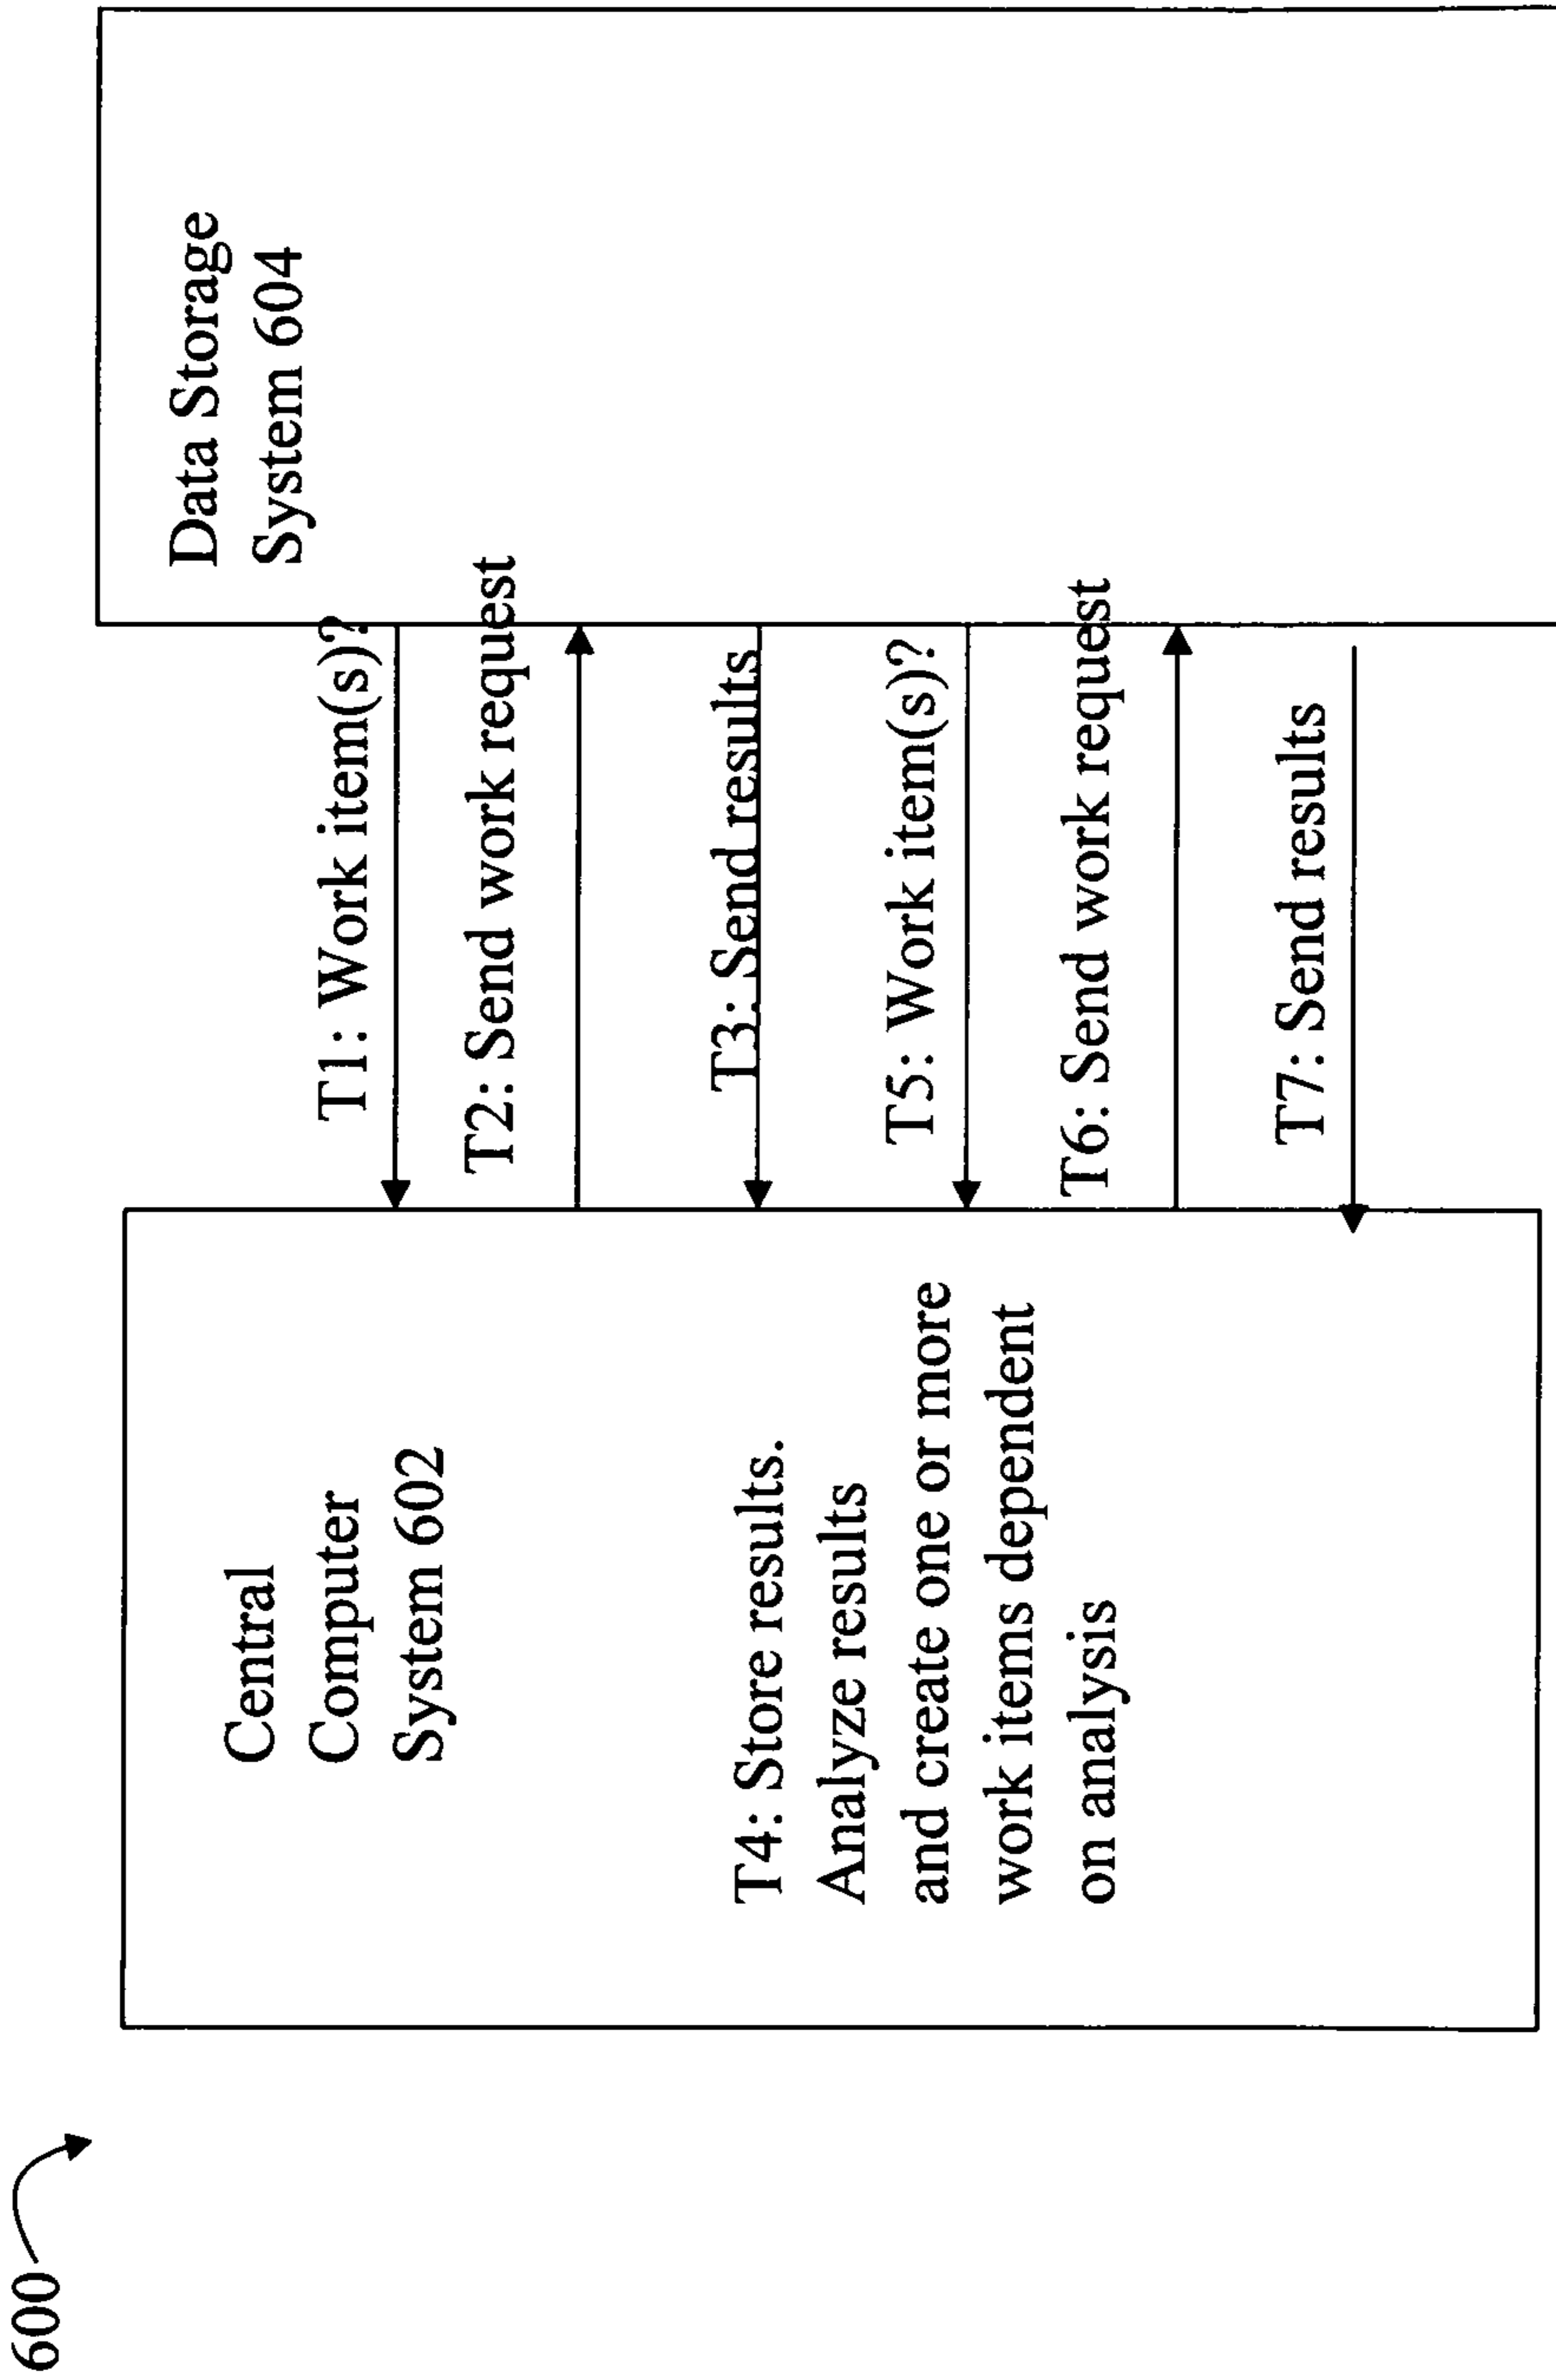 600
Central
Computer
System 602
T4: Store results.
Analyze results
and create one or more
work items dependent
on analysis
T1: Work item(s)?
T2: Send work request
T3: Send results
T5: Work item(s)?
T6: Send work request
T7: Send results
Data Storage
System 604